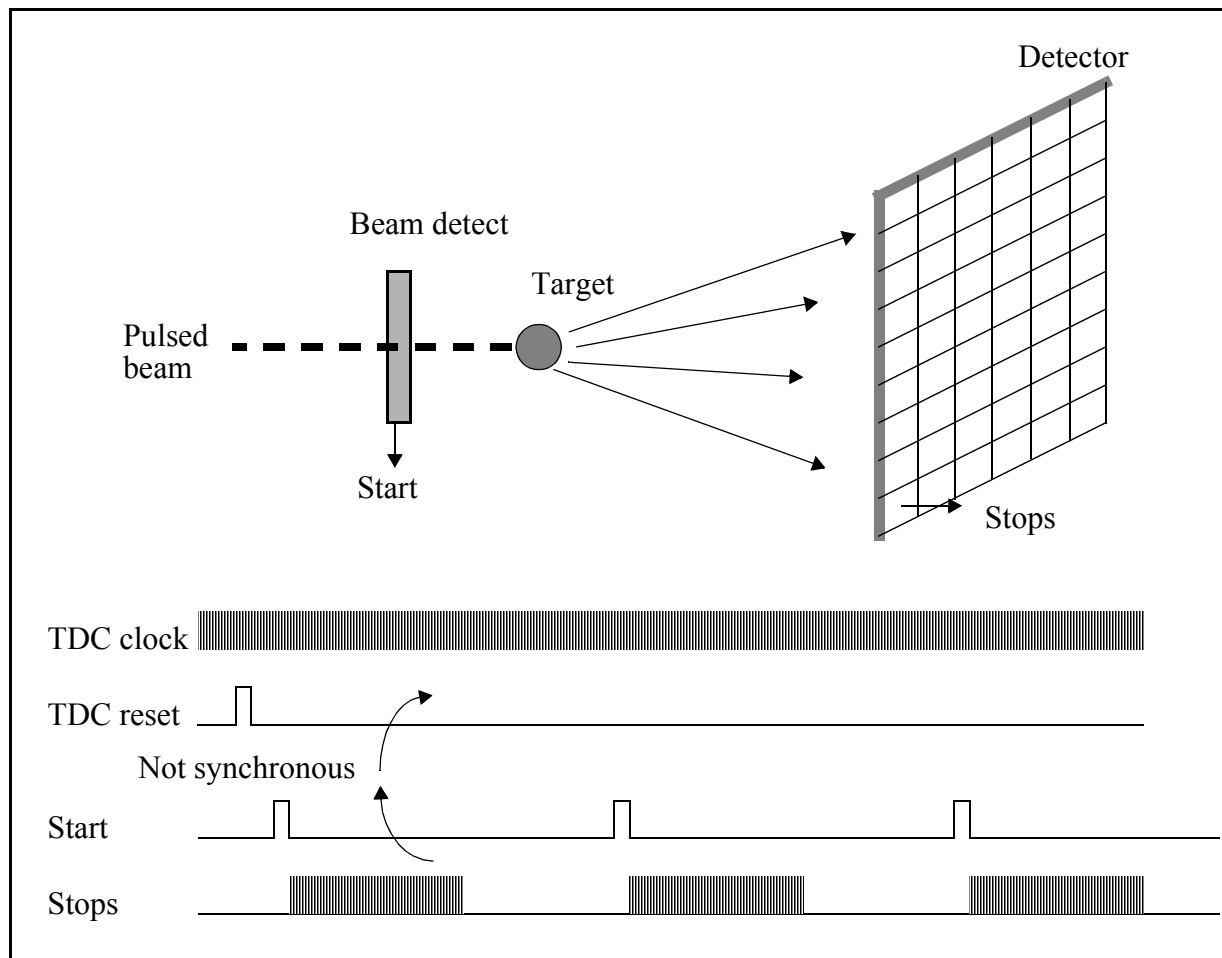 Detector
Beam detect
Target
Pulsed
beam
Start
Stops
TDC clock
TDC reset
Not synchronous
Start
Stops